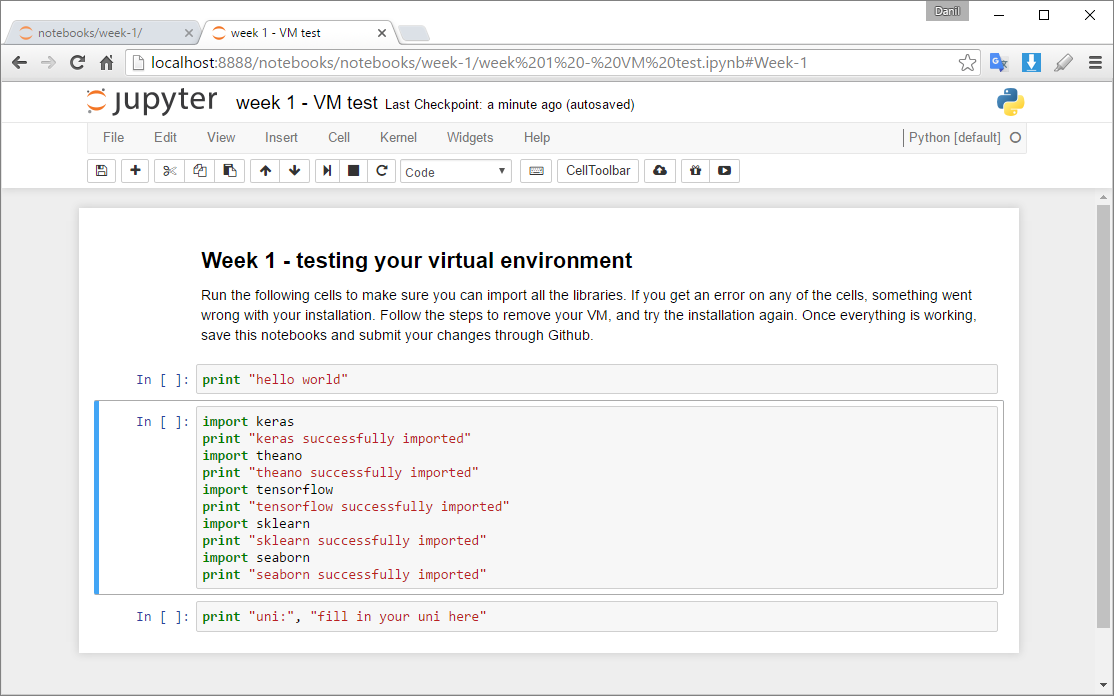 Danil
notebooks/week-1/
week 1 - VM test
localhost:8888/notebooks/notebooks/week-1/week%201%20-%20VM%20test.ipynb#Week-1
jupyter week 1 - VM test Last Checkpoint: a minute ago (autosaved)
File Edit View Insert Cell Kernel Widgets Help Python [default]
Code CellToolbar
Week 1 - testing your virtual environment
Run the following cells to make sure you can import all the libraries. If you get an error on any of the cells, something went
wrong with your installation. Follow the steps to remove your VM, and try the installation again. Once everything is working,
save this notebooks and submit your changes through Github.
In [ ]: print "hello world"
In [ ]: import keras
print "keras successfully imported"
import theano
print "theano successfully imported"
import tensorflow
print "tensorflow successfully imported"
import sklearn
print "sklearn successfully imported"
import seaborn
print "seaborn successfully imported"
In [ ]: print "uni:", "fill in your uni here"